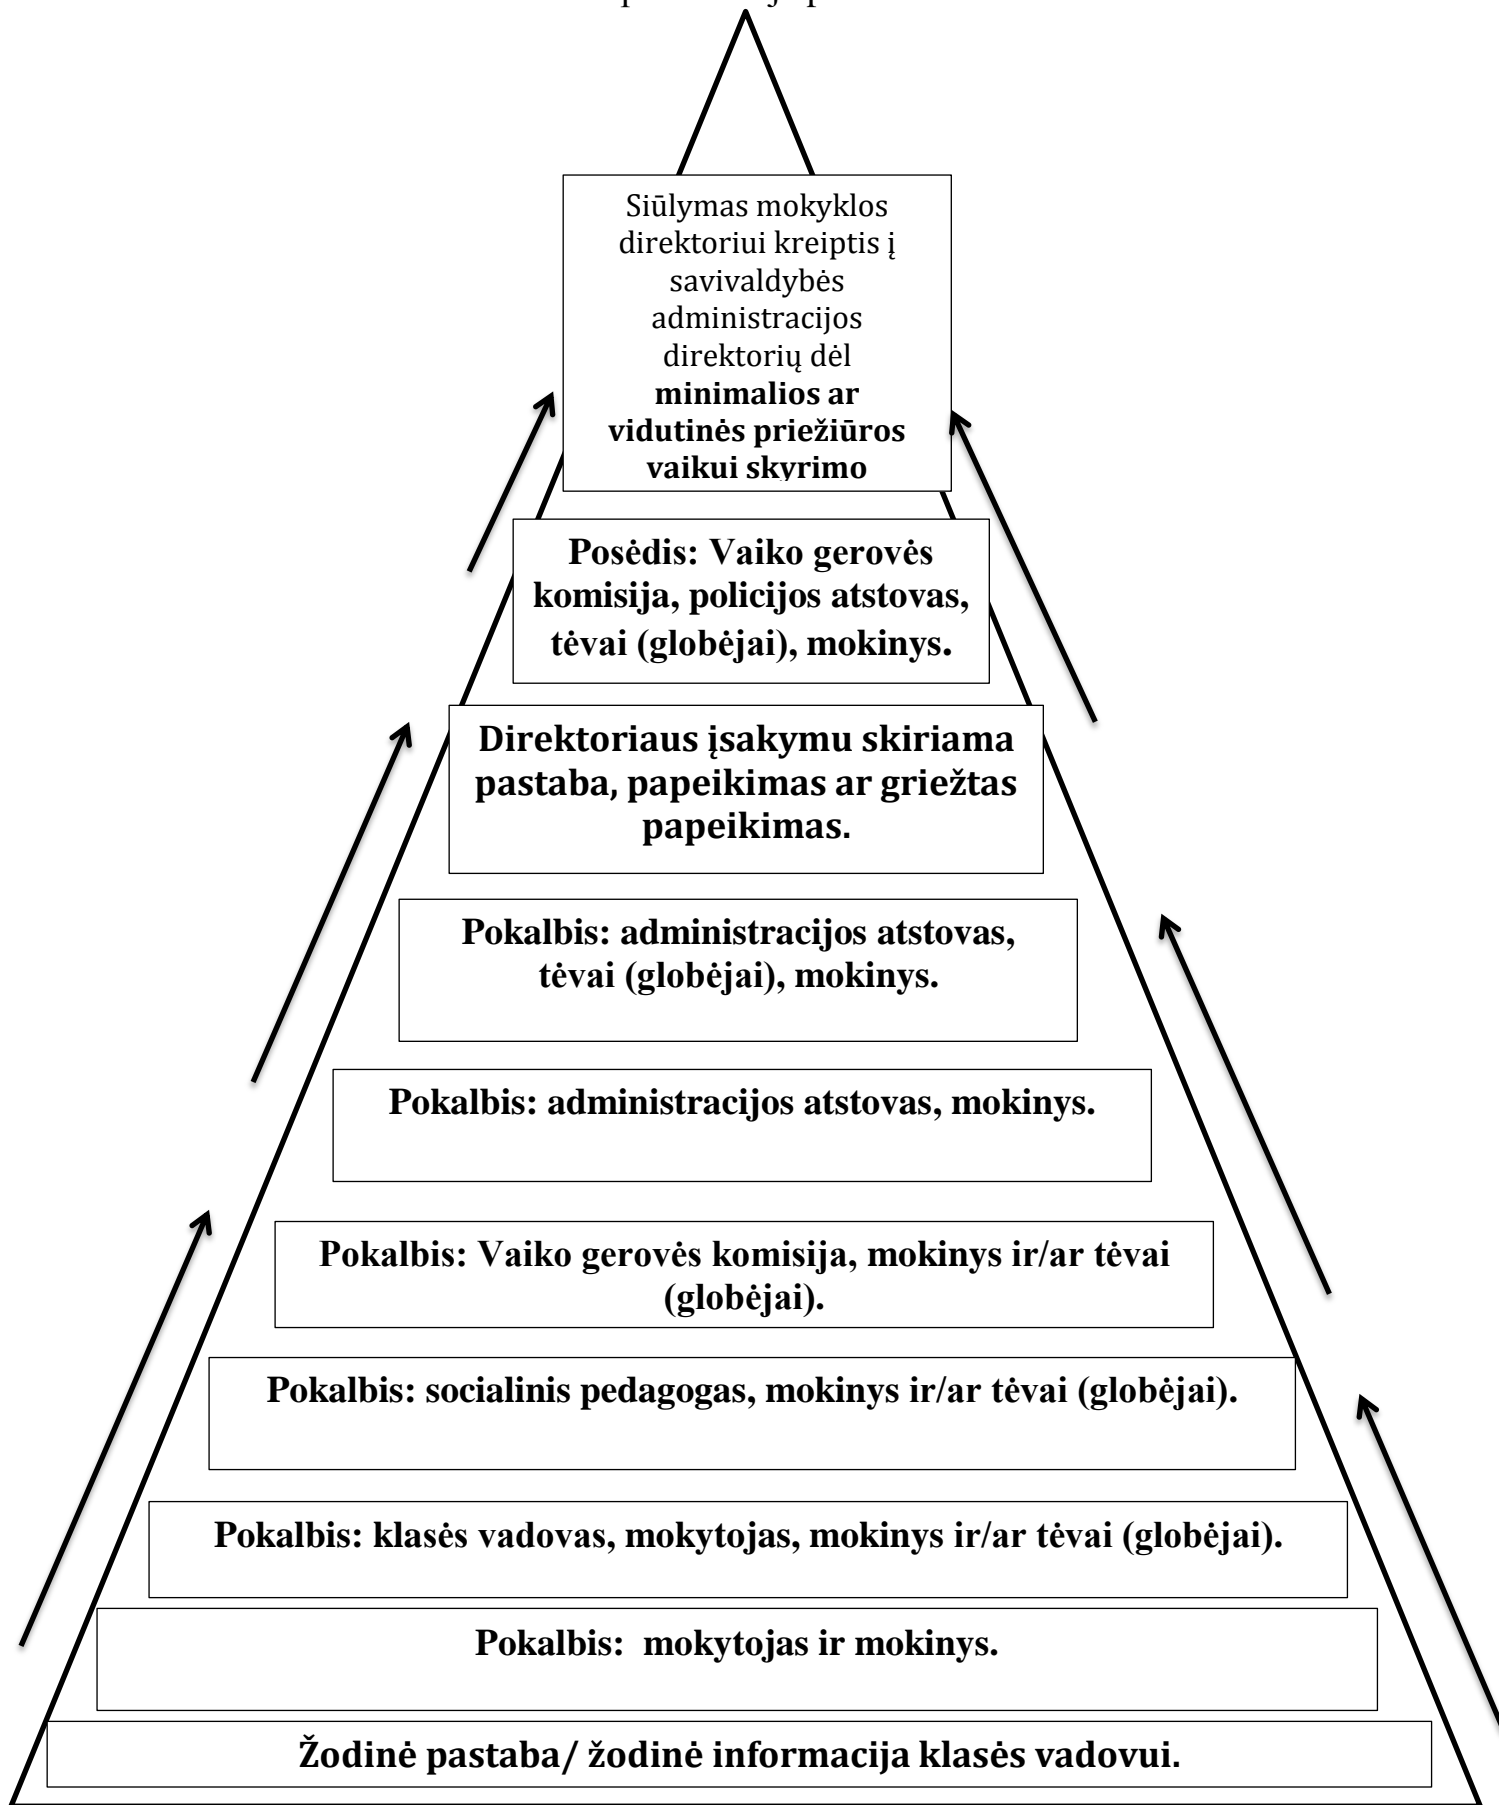 Siūlymas mokyklos
direktoriui kreiptis į
savivaldybės
administracijos
direktorių dėl
minimalios ar
vidutinės priežiūros
vaikui skyrimo
Posėdis: Vaiko gerovės
komisija, policijos atstovas,
tėvai (globėjai), mokinys.
Direktoriaus įsakymu skiriama
pastaba, papeikimas ar griežtas
papeikimas.
Pokalbis: administracijos atstovas,
tėvai (globėjai), mokinys.
Pokalbis: administracijos atstovas, mokinys.
Pokalbis: Vaiko gerovės komisija, mokinys ir/ar tėvai
(globėjai).
Pokalbis: socialinis pedagogas, mokinys ir/ar tėvai (globėjai).
Pokalbis: klasės vadovas, mokytojas, mokinys ir/ar tėvai (globėjai).
Pokalbis: mokytojas ir mokinys.
Žodinė pastaba/ žodinė informacija klasės vadovui.